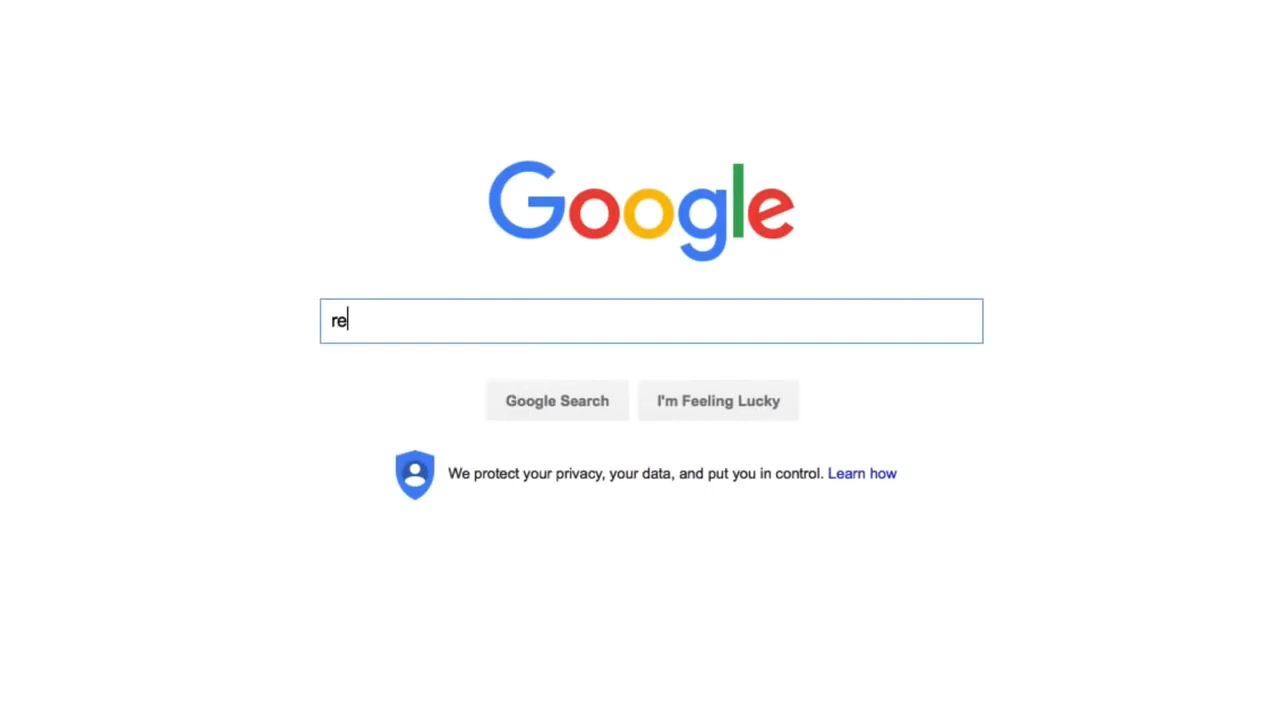 Google
re
Google Search I'm Feeling Lucky
We protect your privacy, your data, and put you in control. Learn how